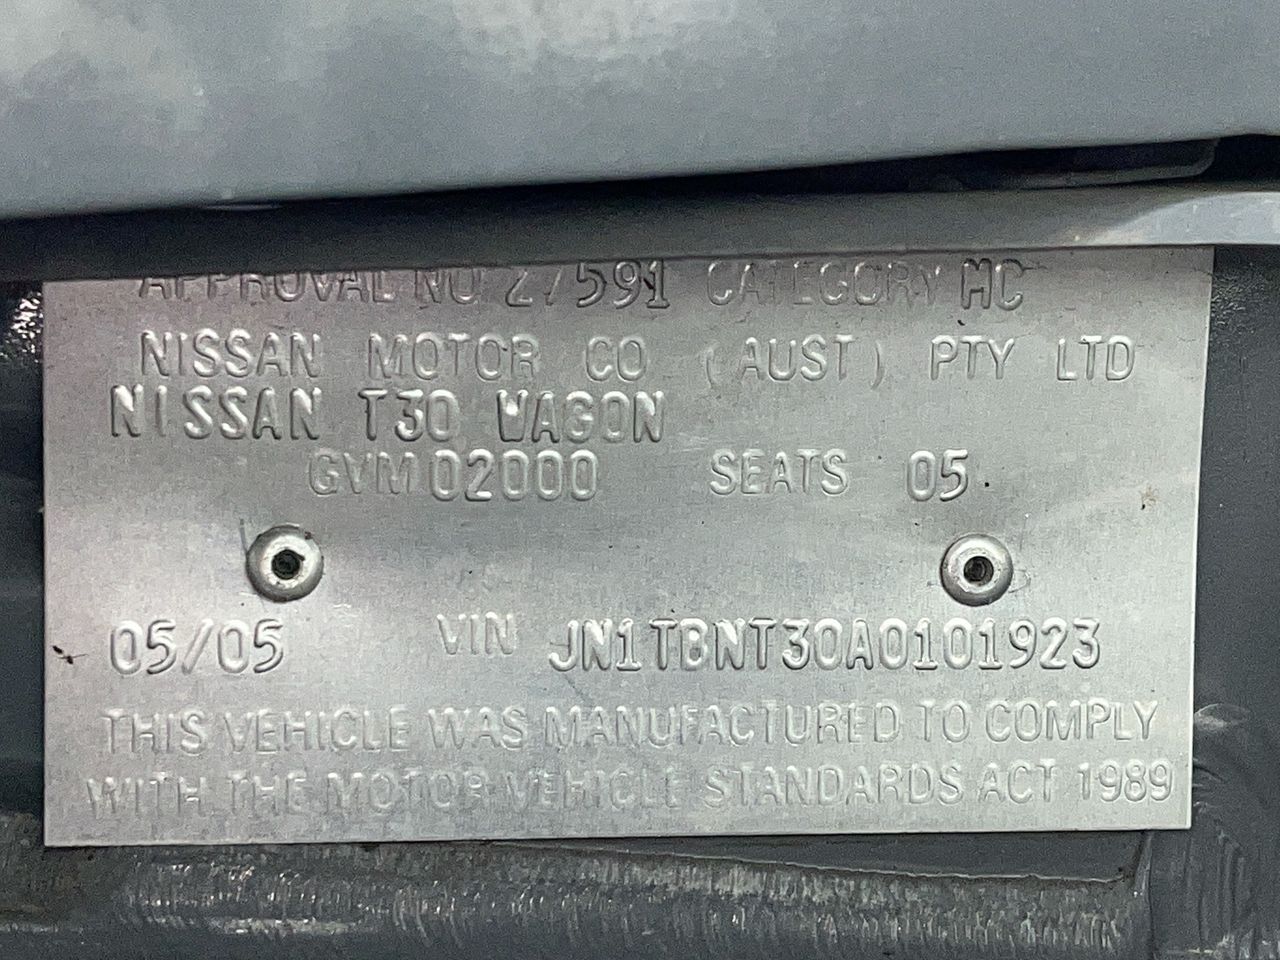 APPROVAL NO 27591 CATEGORY MC
NISSAN MOTOR CO (AUST) PTY LTD
NISSAN T30 WAGON
GVM 02000 SEATS 05
05/05 VIN JN1TBNT30A0101923
THIS VEHICLE WAS MANUFACTURED TO COMPLY
WITH THE MOTOR VEHICLE STANDARDS ACT 1989